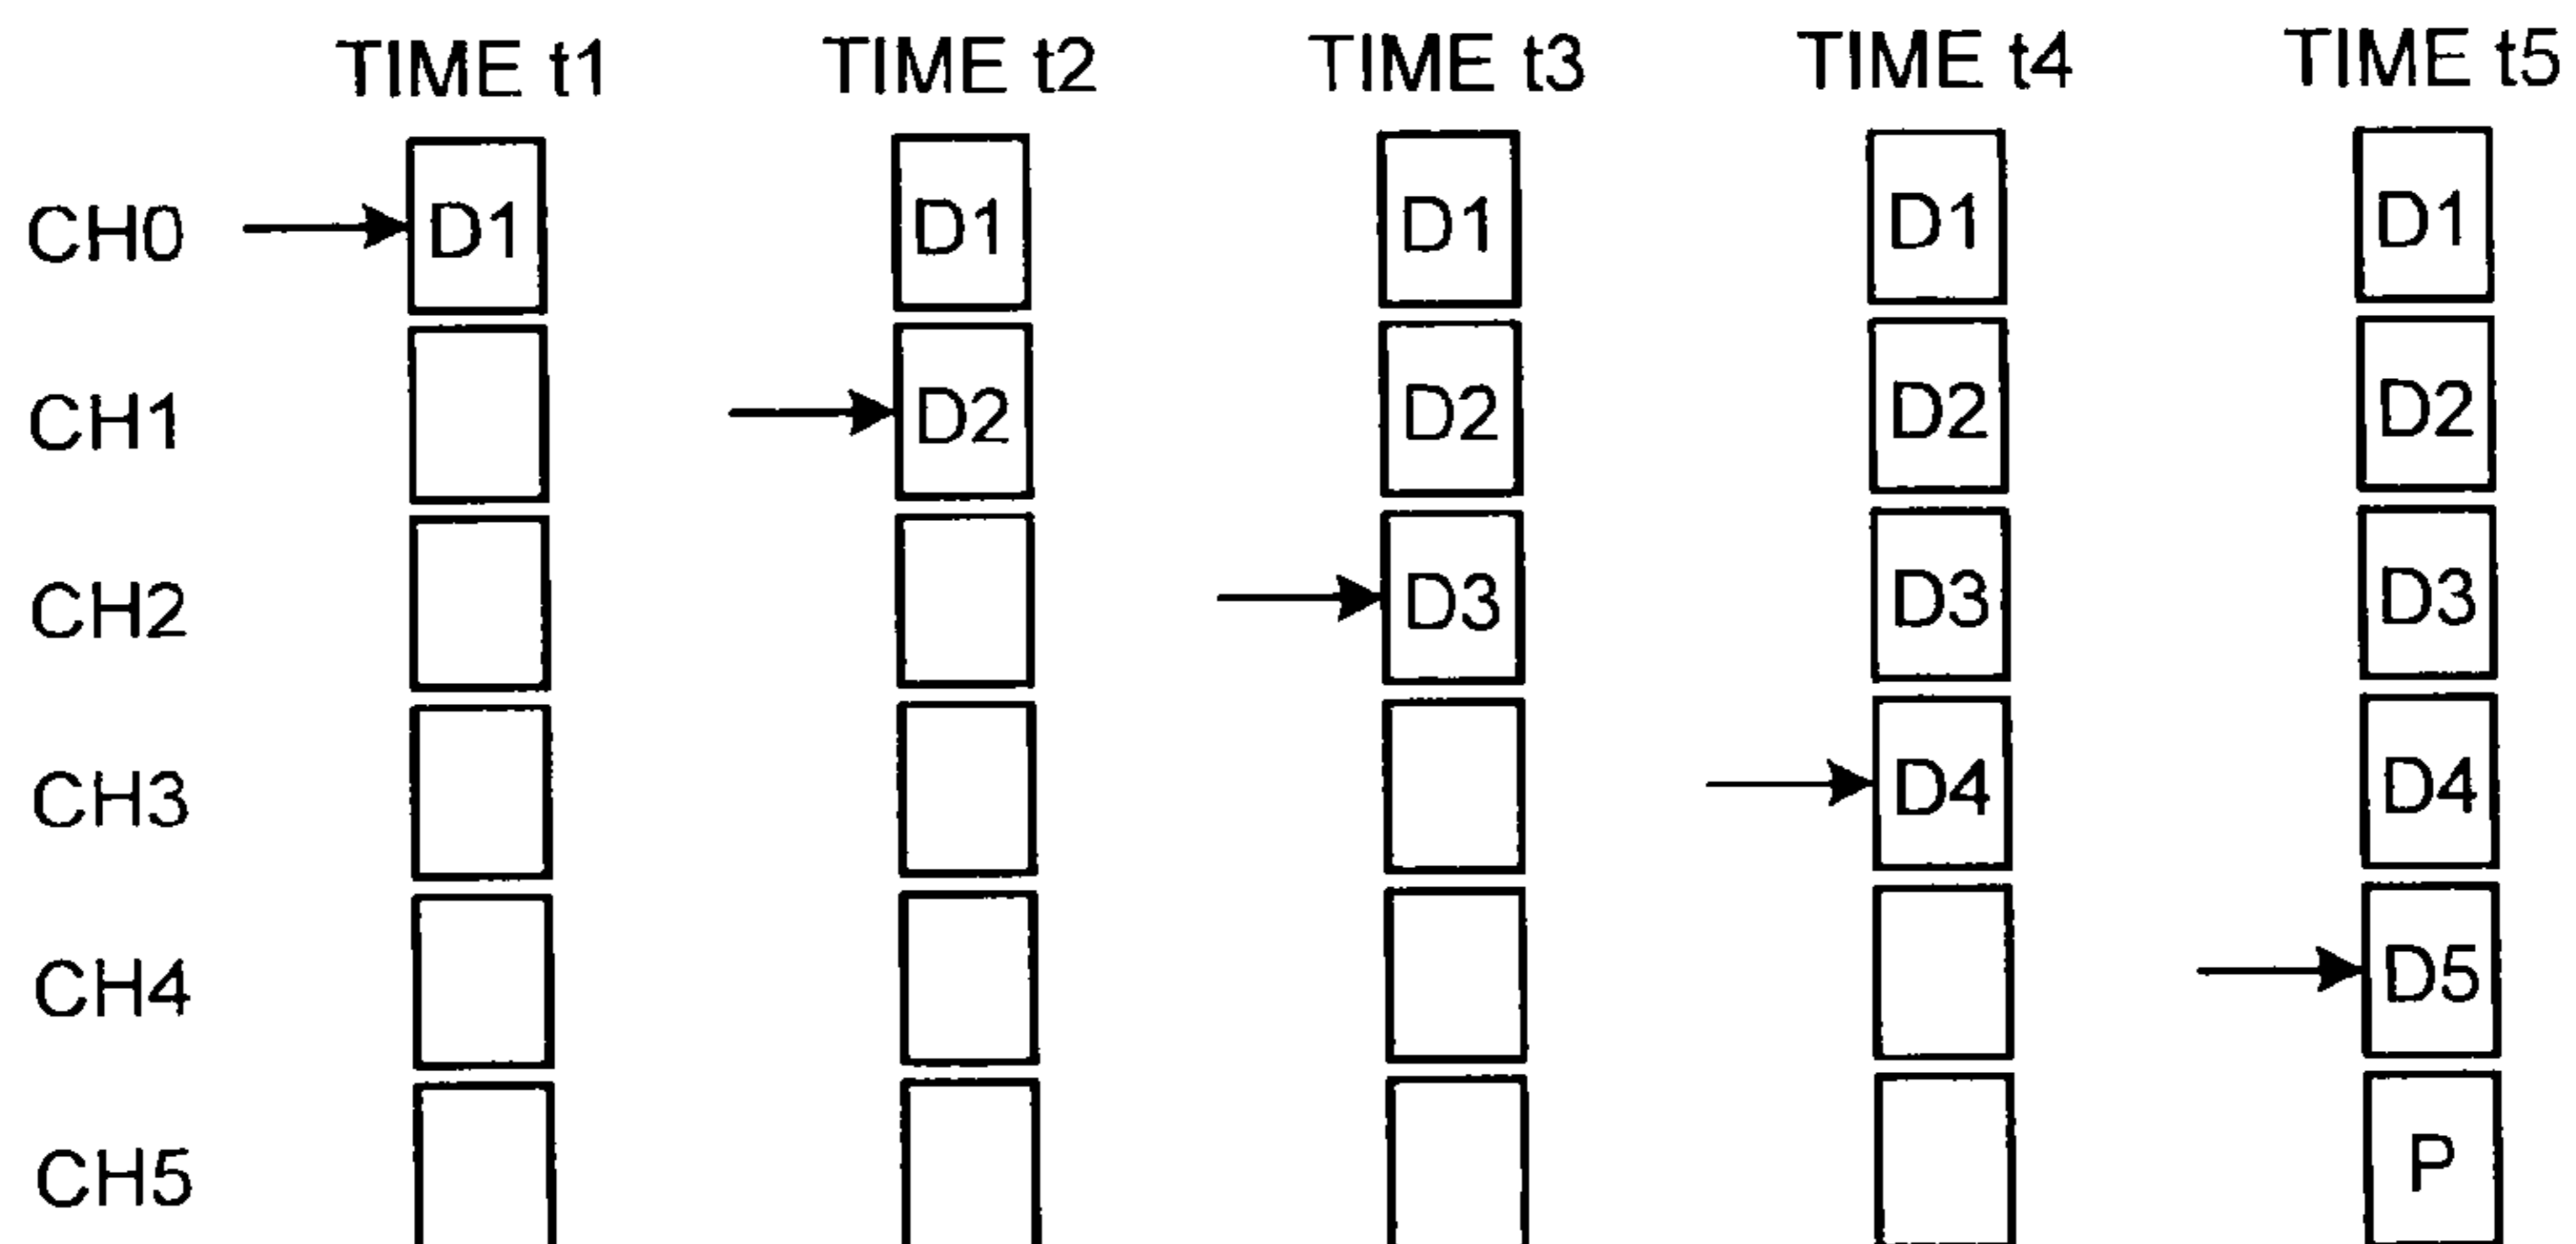 TIME t1 TIME t2 TIME t3 TIME t4 TIME t5
CH0 D1 D1 D1 D1 D1
CH1 D2 D2 D2 D2
CH2 D3 D3 D3
CH3 D4 D4
CH4 D5
CH5 P